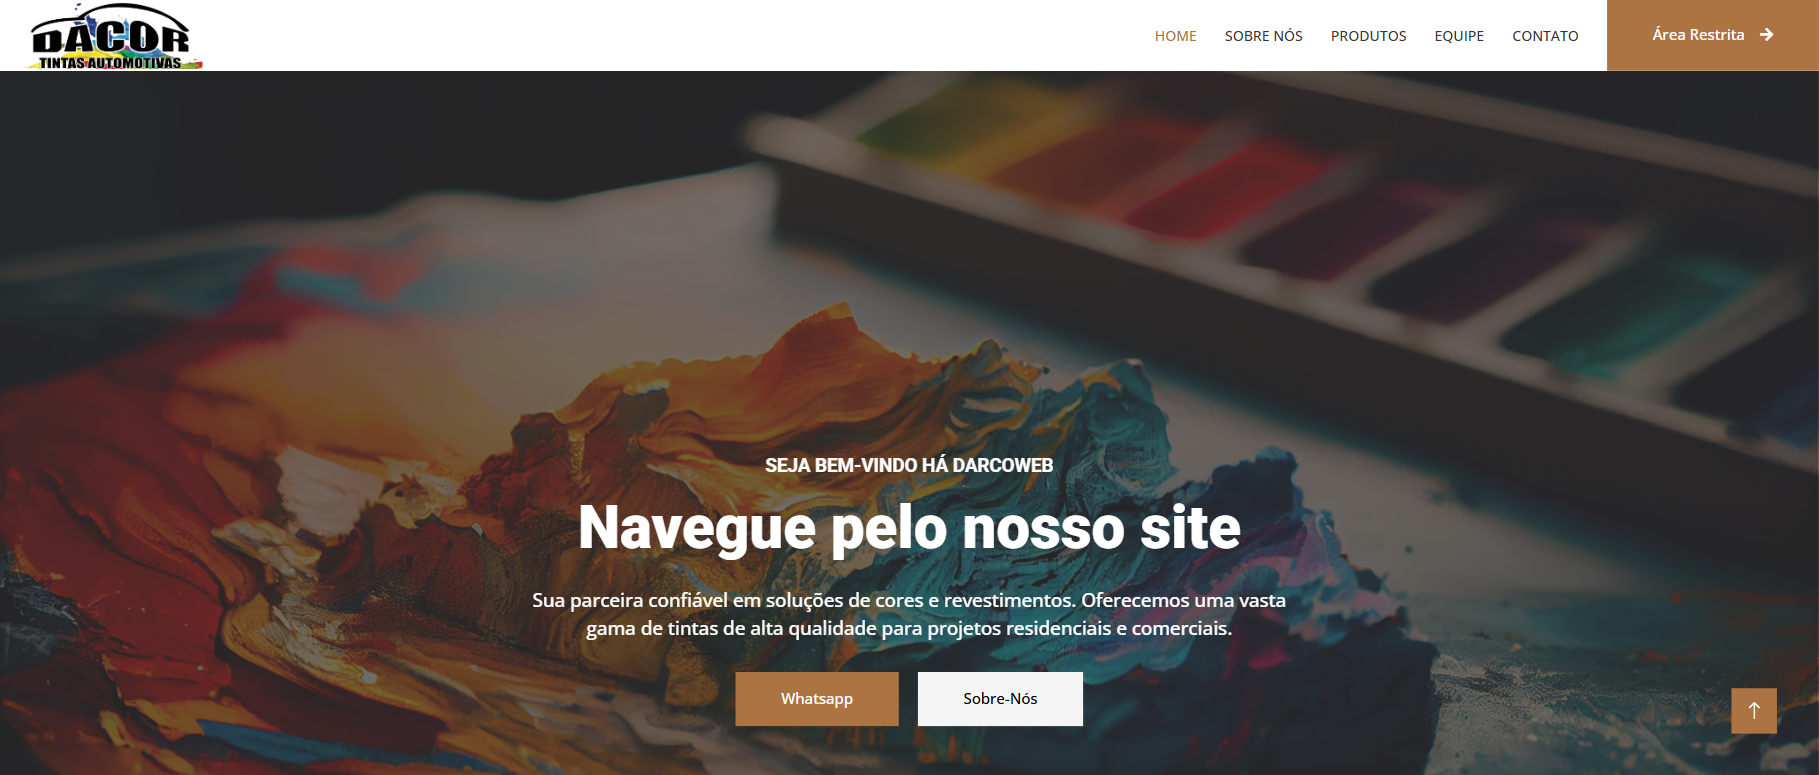 DACOR
TINTAS AUTOMOTIVAS
HOME SOBRE NÓS PRODUTOS EQUIPE CONTATO Área Restrita
SEJA BEM-VINDO HÁ DARCOWEB
Navegue pelo nosso site
Sua parceira confiável em soluções de cores e revestimentos. Oferecemos uma vasta
gama de tintas de alta qualidade para projetos residenciais e comerciais.
Whatsapp Sobre-Nós